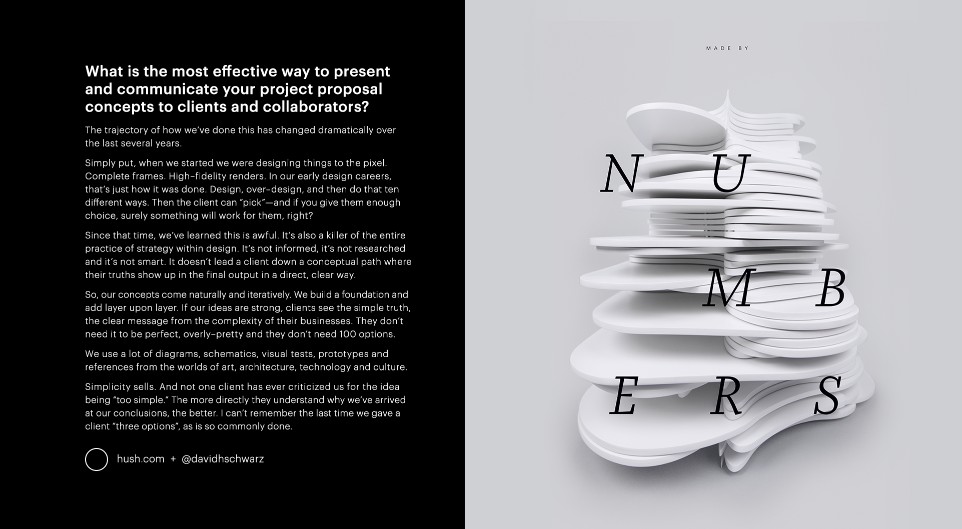 What is the most effective way to present
and communicate your project proposal
concepts to clients and collaborators?
The trajectory of how we've done this has changed dramatically over
the last several years.
Simply put, when we started we were designing things to the pixel.
Complete frames. High-fidelity renders. In our early design careers,
that's just how it was done. Design, over-design, and then do that ten
different ways. Then the client can "pick"—and if you give them enough
choice, surely something will work for them, right?
Since that time, we've learned this is awful. It's also a killer of the entire
practice of strategy within design. It's not informed, it's not researched
and it's not smart. It doesn't lead a client down a conceptual path where
their truths show up in the final output in a direct, clear way.
So, our concepts come naturally and iteratively. We build a foundation and
add layer upon layer. If our ideas are strong, clients see the simple truth,
the clear message from the complexity of their businesses. They don't
need it to be perfect, overly-pretty and they don't need 100 options.
We use a lot of diagrams, schematics, visual tests, prototypes and
references from the worlds of art, architecture, technology and culture.
Simplicity sells. And not one client has ever criticized us for the idea
being "too simple." The more directly they understand why we've arrived
at our conclusions, the better. I can't remember the last time we gave a
client "three options", as is so commonly done.
hush.com + @davidhschwarz
MADE BY
N U
M B
E R S